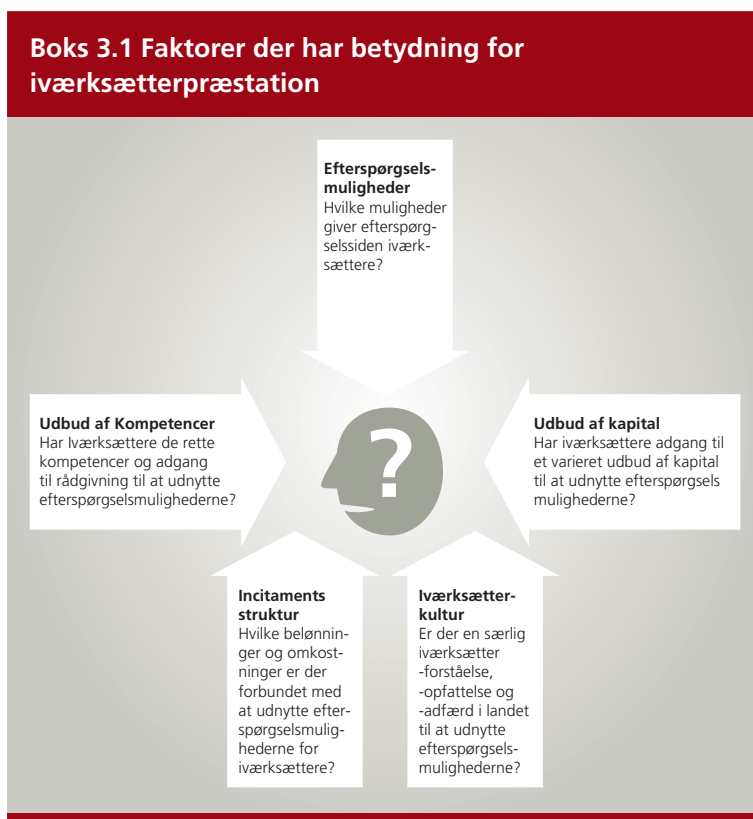 Boks 3.1 Faktorer der har betydning for
iværksætterpræstation
Efterspørgsels-
muligheder
Hvilke muligheder
giver efterspørg-
selssiden iværk-
sættere?
Udbud af Kompetencer
Har Iværksættere de rette
kompetencer og adgang
til rådgivning til at udnytte
efterspørgselsmulighederne?
?
Udbud af kapital
Har iværksættere adgang til
et varieret udbud af kapital
til at udnytte efterspørgsels
mulighederne?
Incitaments
struktur
Hvilke belønnin-
ger og omkost-
ninger er der
forbundet med
at udnytte efter-
spørgselsmulig-
hederne for
iværksættere?
Iværksætter-
kultur
Er der en særlig
iværksætter
-forståelse,
-opfattelse og
-adfærd i landet
til at udnytte
efterspørgsels-
mulighederne?